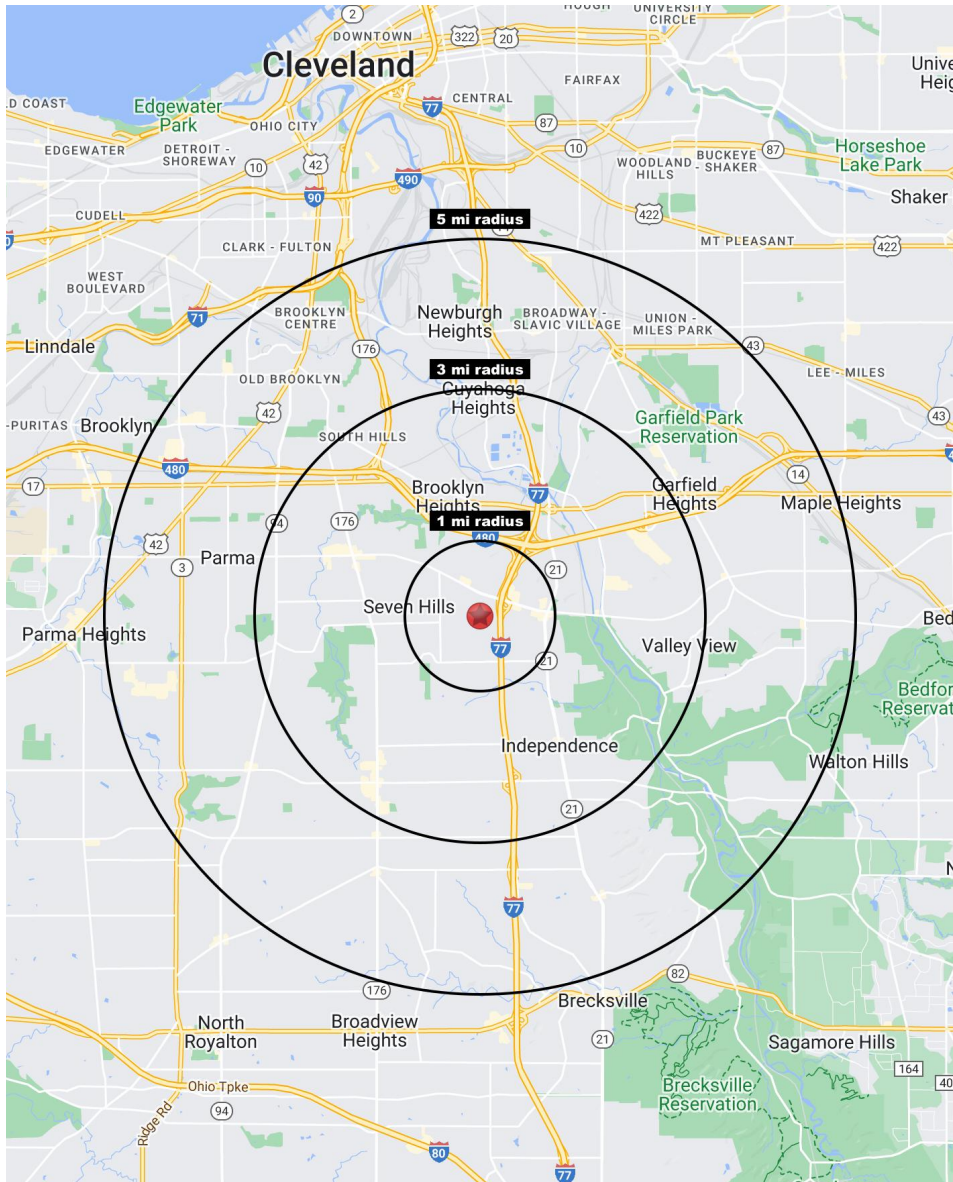 HOUGH
UNIVERSITY
CIRCLE
2
DOWNTOWN
322
20
Cleveland
Unive
Heig
FAIRFAX
D COAST
Edgewater
Park
77
CENTRAL
OHIO CITY
87
EDGEWATER
DETROIT -
SHOREWAY
42
10
10
WOODLAND
HILLS
BUCKEYE
- SHAKER
87
Horseshoe
Lake Park
490
90
Shaker
CUDELL
422
5 mi radius
CLARK - FULTON
MT PLEASANT
422
WEST
BOULEVARD
71
BROOKLYN
CENTRE
Newburgh
Heights
BROADWAY -
SLAVIC VILLAGE
UNION -
MILES PARK
Linndale
176
43
3 mi radius
LEE - MILES
OLD BROOKLYN
Cuyahoga
Heights
42
43
-PURITAS
Brooklyn
Garfield Park
Reservation
SOUTH HILLS
480
14
17
Brooklyn
Heights
77
Garfield
Heights
Maple Heights
94
176
1 mi radius
480
42
Parma
3
21
Seven Hills
Parma Heights
Bed
77
Valley View
21
Bedfor
Reservat
Independence
Walton Hills
21
77
82
176
Brecksville
North
Royalton
Broadview
Heights
21
Sagamore Hills
164
Ohio Tpke
Brecksville
Reservation
40
94
Ridge Rd
80
77